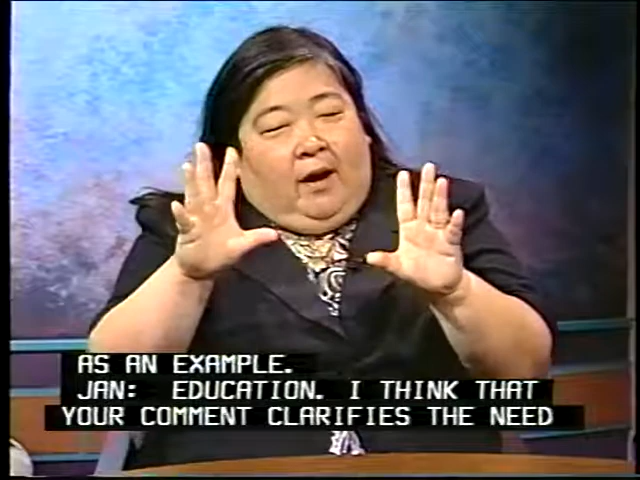 AS AN EXAMPLE.
JAN: EDUCATION. I THINK THAT
YOUR COMMENT CLARIFIES THE NEED